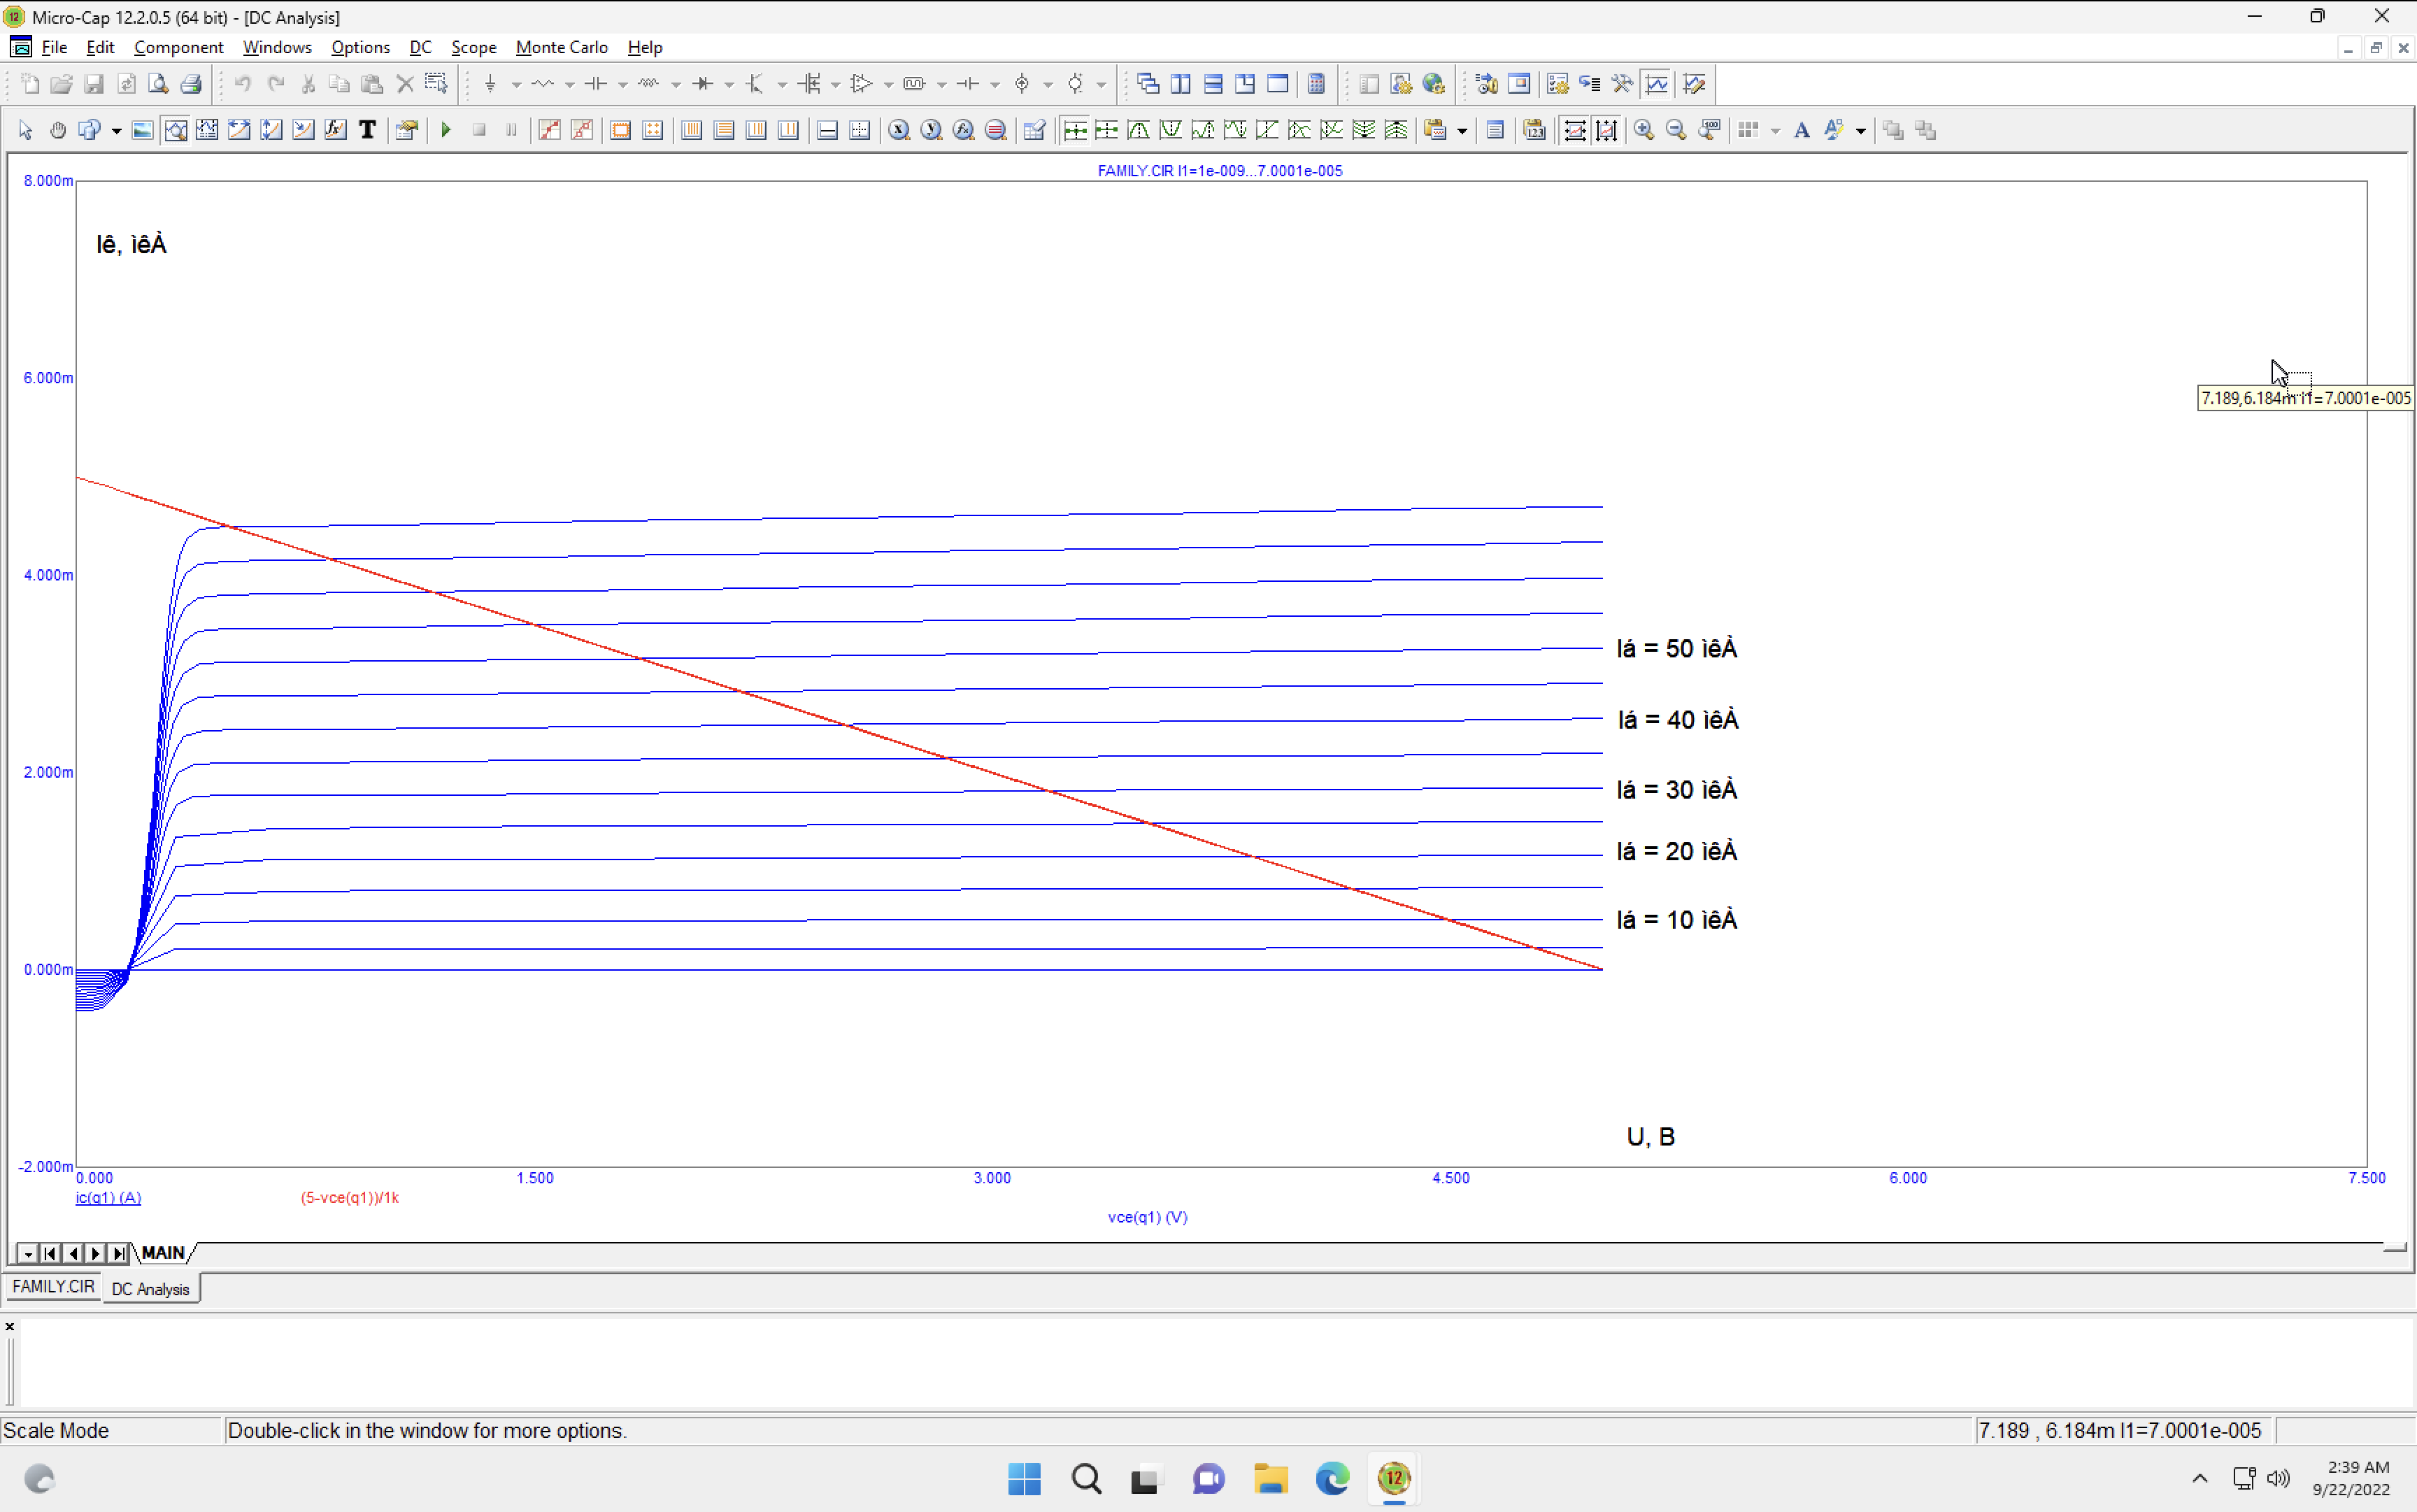 Micro-Cap 12.2.0.5 (64 bit) - [DC Analysis]
File Edit Component Windows Options DC Scope Monte Carlo Help
FAMILY.CIR I1=1e-009...7.0001e-005
8.000m
Iê, ìêÀ
6.000m
7.189,6.184m I1=7.0001e-005
4.000m
Iá = 50 ìêÀ
Iá = 40 ìêÀ
2.000m
Iá = 30 ìêÀ
Iá = 20 ìêÀ
Iá = 10 ìêÀ
0.000m
U, B
-2.000m
0.000 1.500 3.000 4.500 6.000 7.500
ic(q1) (A) (5-vce(q1))/1k
vce(q1) (V)
MAIN
FAMILY.CIR DC Analysis
Scale Mode Double-click in the window for more options. 7.189 , 6.184m I1=7.0001e-005
12
2:39 AM
9/22/2022